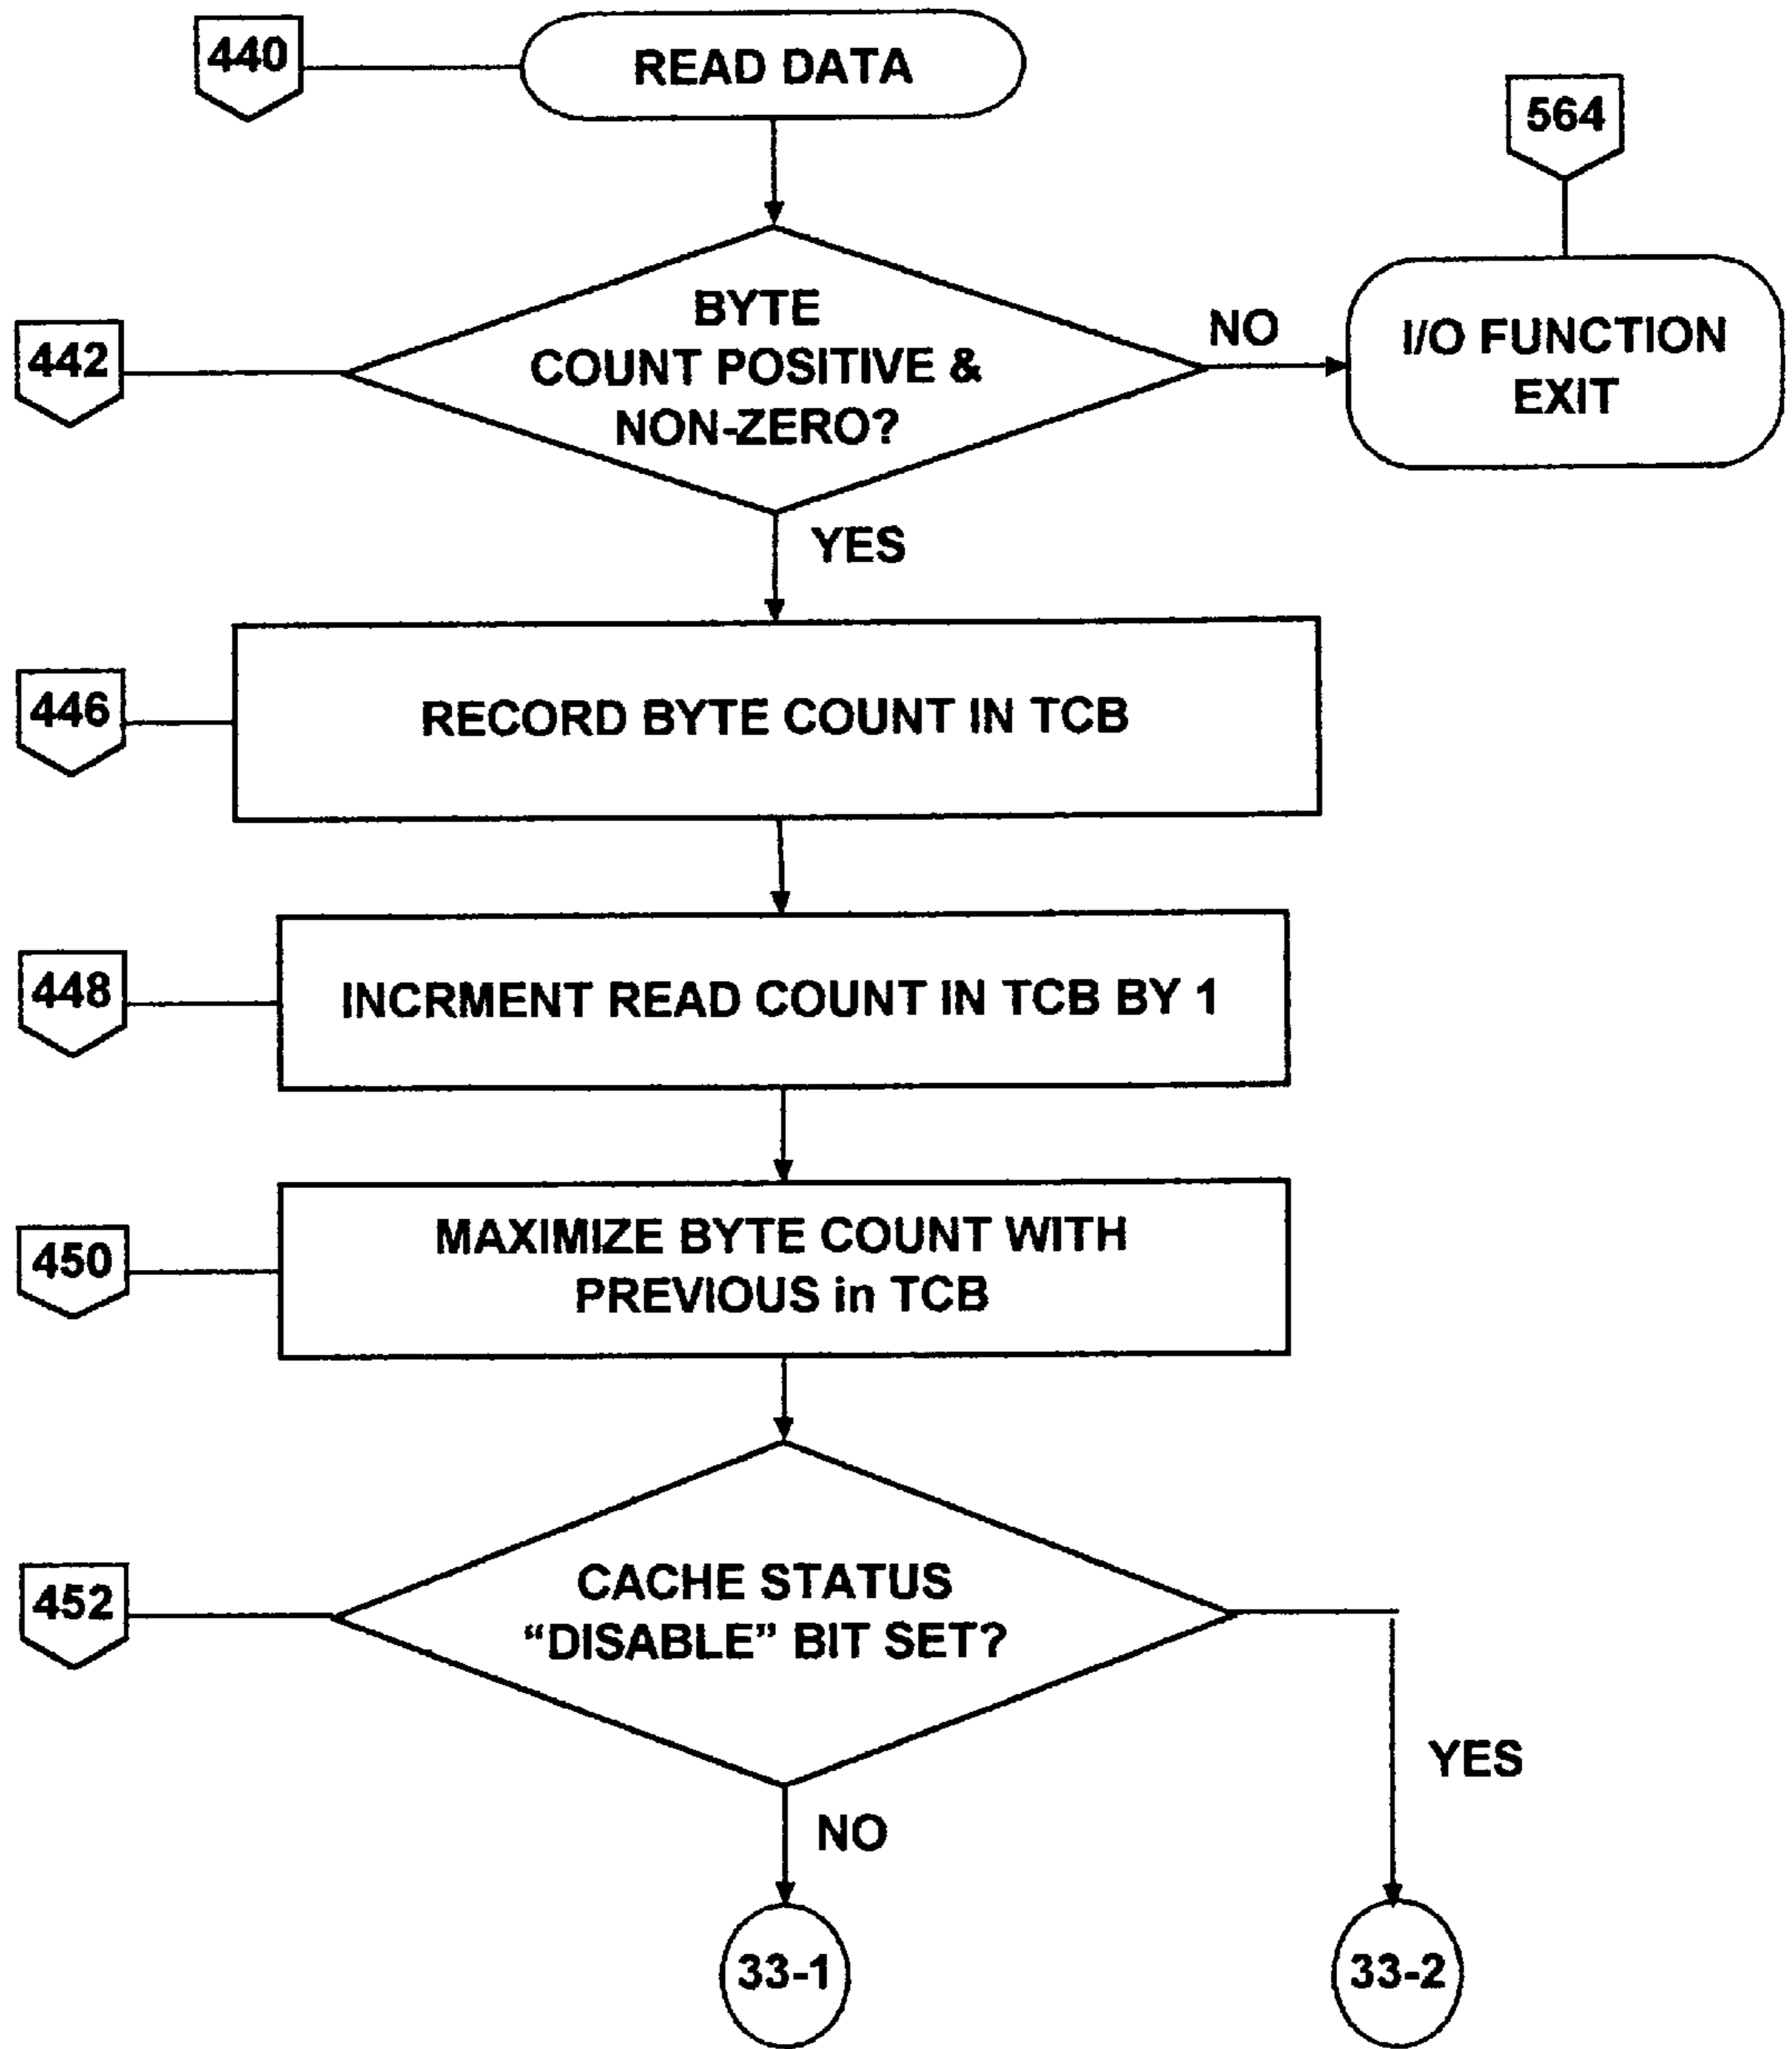 440
READ DATA
564
442
BYTE
COUNT POSITIVE &
NON-ZERO?
NO
I/O FUNCTION
EXIT
YES
446
RECORD BYTE COUNT IN TCB
448
INCRMENT READ COUNT IN TCB BY 1
450
MAXIMIZE BYTE COUNT WITH
PREVIOUS in TCB
452
CACHE STATUS
“DISABLE” BIT SET?
YES
NO
33-1
33-2